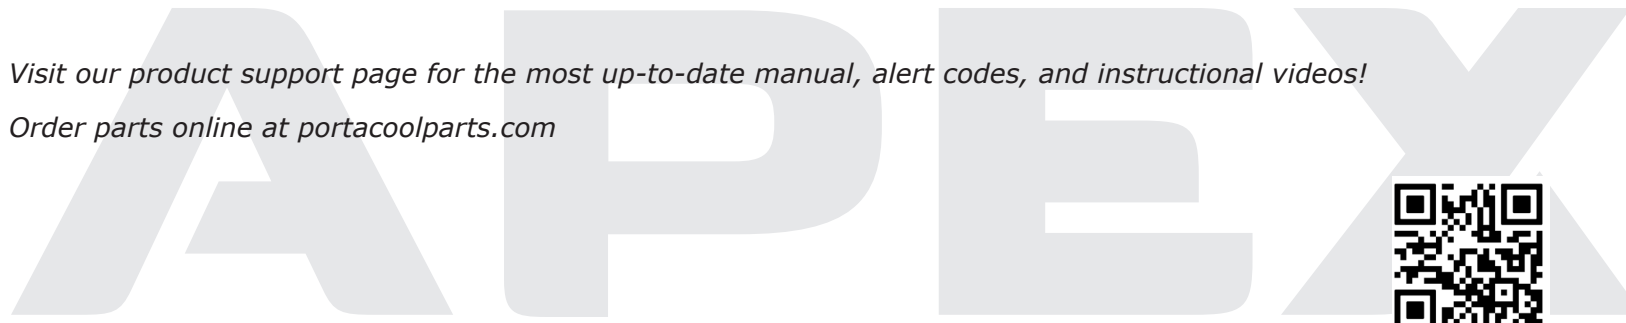 APEX
Visit our product support page for the most up-to-date manual, alert codes, and instructional videos!
Order parts online at portacoolparts.com